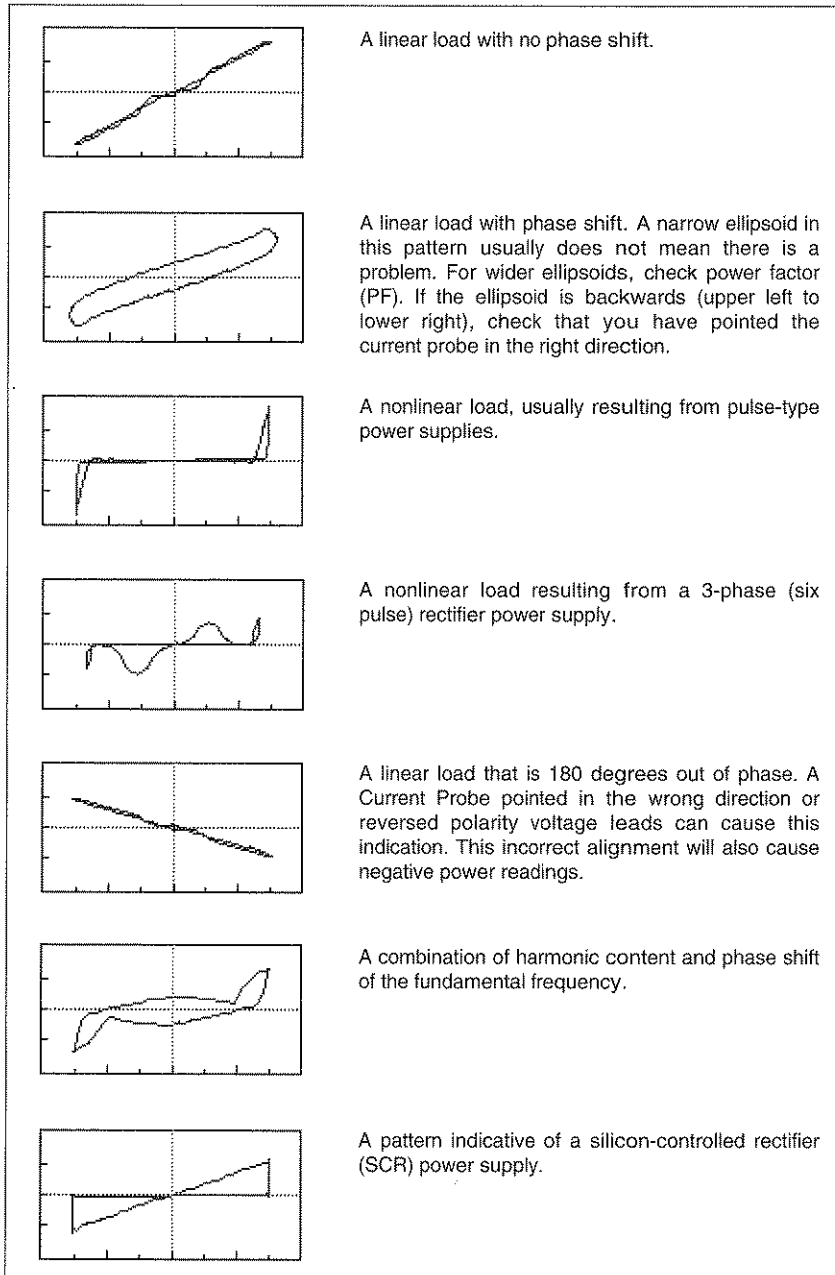 A linear load with no phase shift.
A linear load with phase shift. A narrow ellipsoid in
this pattern usually does not mean there is a
problem. For wider ellipsoids, check power factor
(PF). If the ellipsoid is backwards (upper left to
lower right), check that you have pointed the
current probe in the right direction.
A nonlinear load, usually resulting from pulse-type
power supplies.
A nonlinear load resulting from a 3-phase (six
pulse) rectifier power supply.
A linear load that is 180 degrees out of phase. A
Current Probe pointed in the wrong direction or
reversed polarity voltage leads can cause this
indication. This incorrect alignment will also cause
negative power readings.
A combination of harmonic content and phase shift
of the fundamental frequency.
A pattern indicative of a silicon-controlled rectifier
(SCR) power supply.